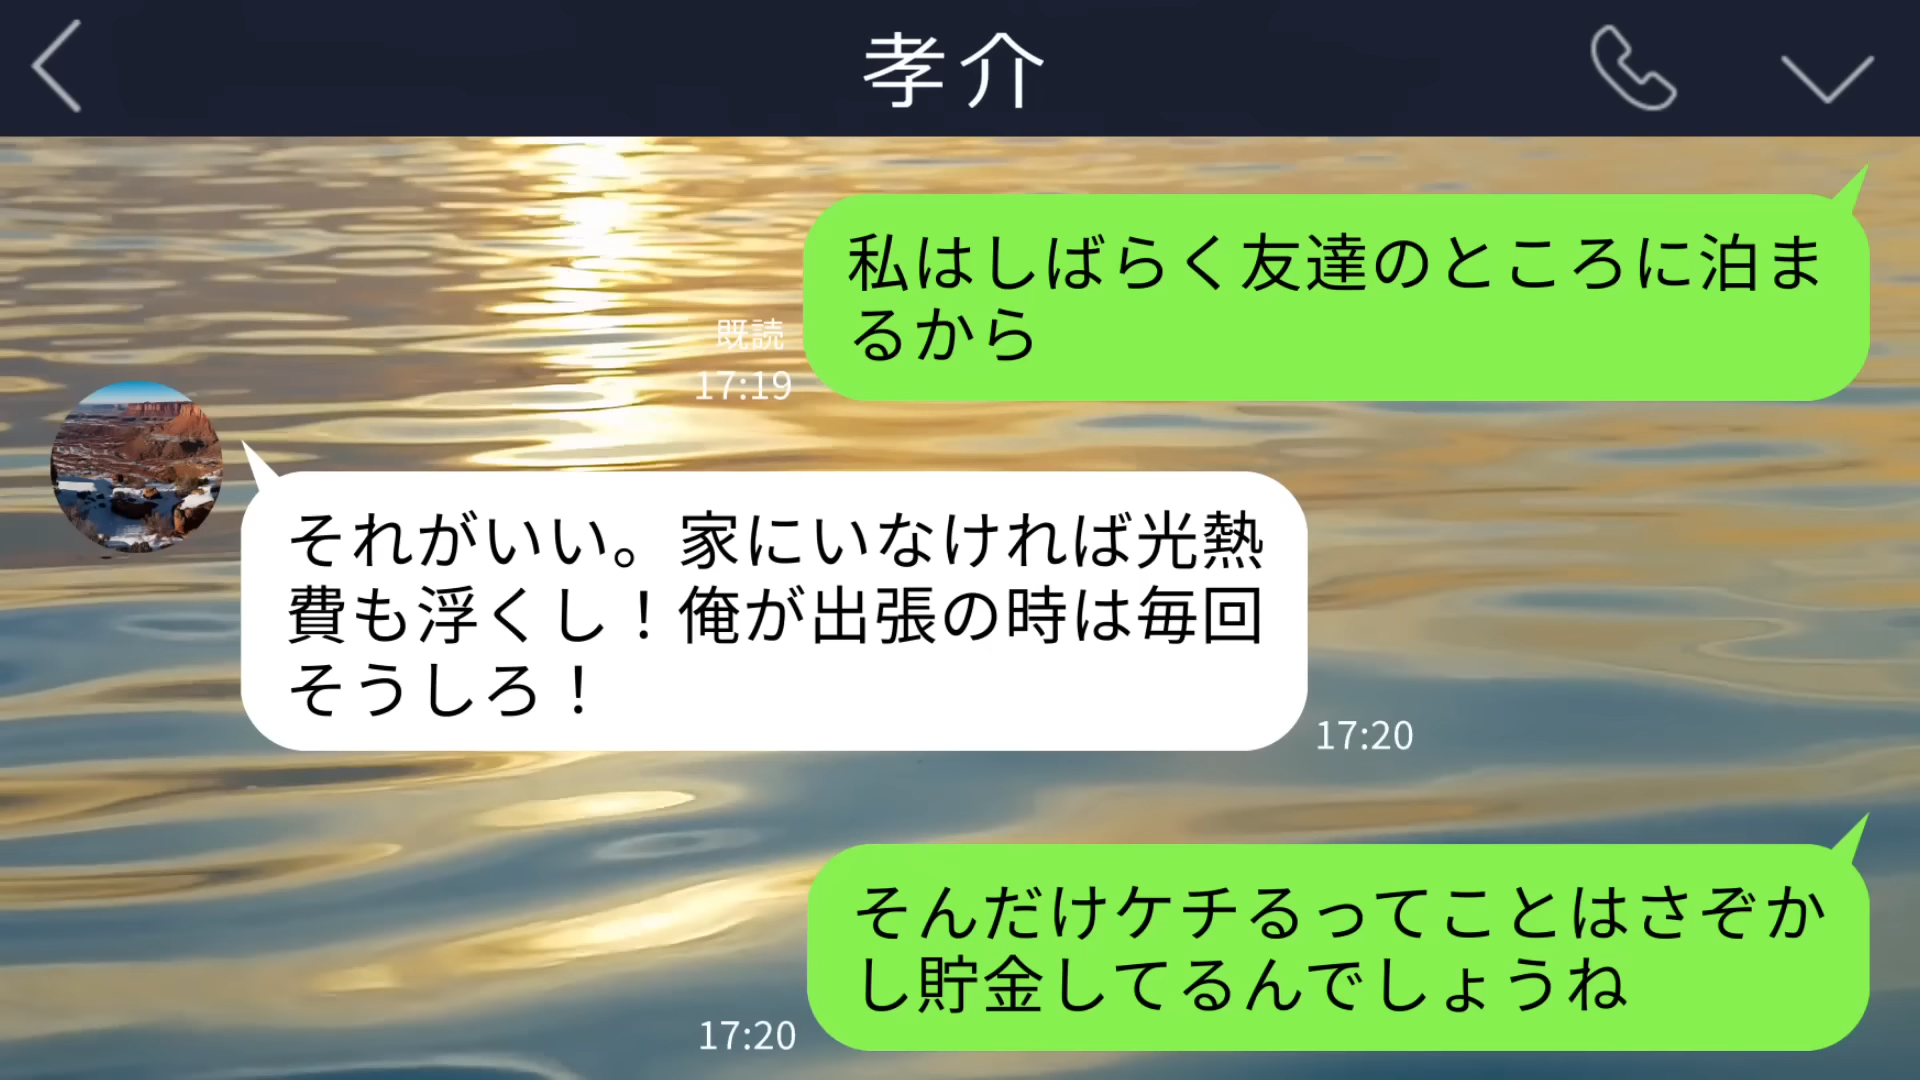 孝介
私はしばらく友達のところに泊ま
るから
既読
17:19
それがいい。家にいなければ光熱
費も浮くし！俺が出張の時は毎回
そうしろ！
17:20
そんだけケチるってことはさぞか
し貯金してるんでしょうね
17:20